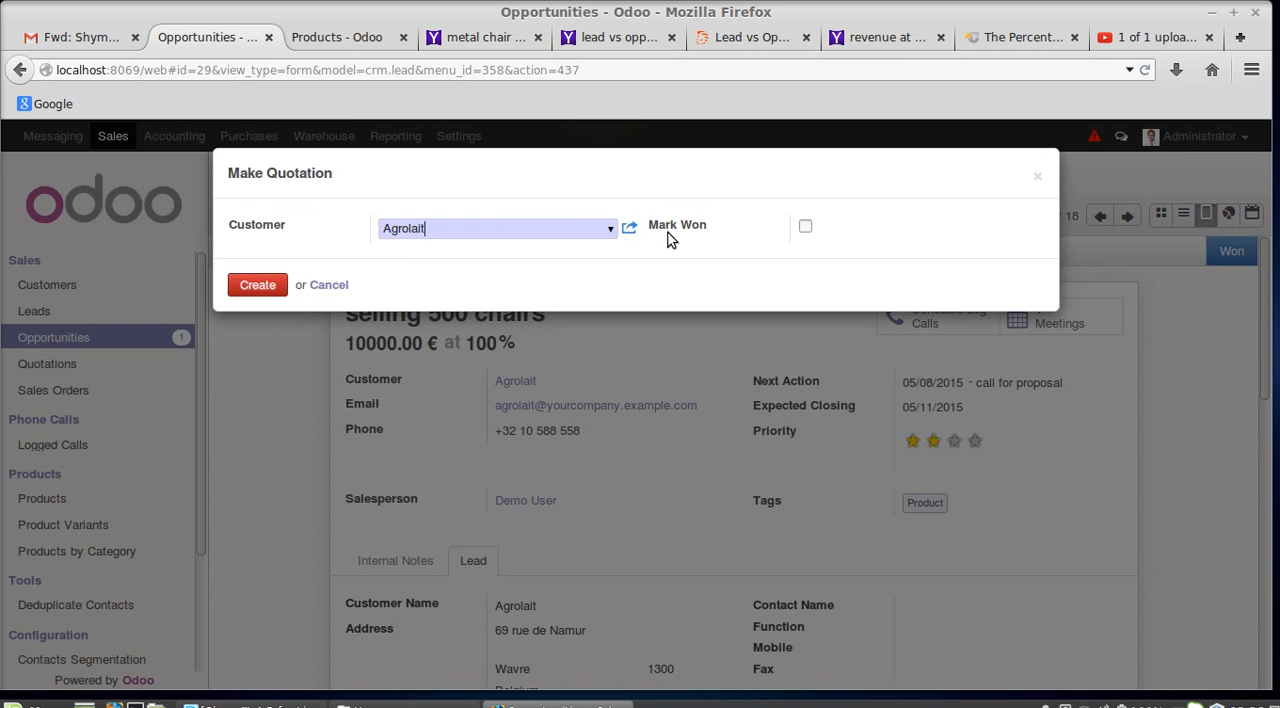 Opportunities - Odoo - Mozilla Firefox
Fwd: Shym... Opportunities - ... Products - Odoo metal chair ... lead vs opp... Lead vs Op... revenue at ... The Percent... 1 of 1 uploa...
localhost:8069/web#id=29&view_type=form&model=crm.lead&menu_id=358&action=437
Google
Messaging Sales Accounting Purchases Warehouse Reporting Settings Administrator
odoo
Make Quotation
Customer Agrolait Mark Won
Create or Cancel
/ 18
Won
Sales
Customers
Leads
Opportunities 1
Quotations
Sales Orders
Phone Calls
Logged Calls
Products
Products
Product Variants
Products by Category
Tools
Deduplicate Contacts
Configuration
Contacts Segmentation
Powered by Odoo
selling 500 chairs
Calls
Meetings
10000.00 € at 100%
Customer Agrolait
Email agrolait@yourcompany.example.com
Phone +32 10 588 558
Next Action 05/08/2015 - call for proposal
Expected Closing 05/11/2015
Priority
Salesperson Demo User
Tags Product
Internal Notes Lead
Customer Name Agrolait
Address 69 rue de Namur
Wavre 1300
Contact Name
Function
Mobile
Fax